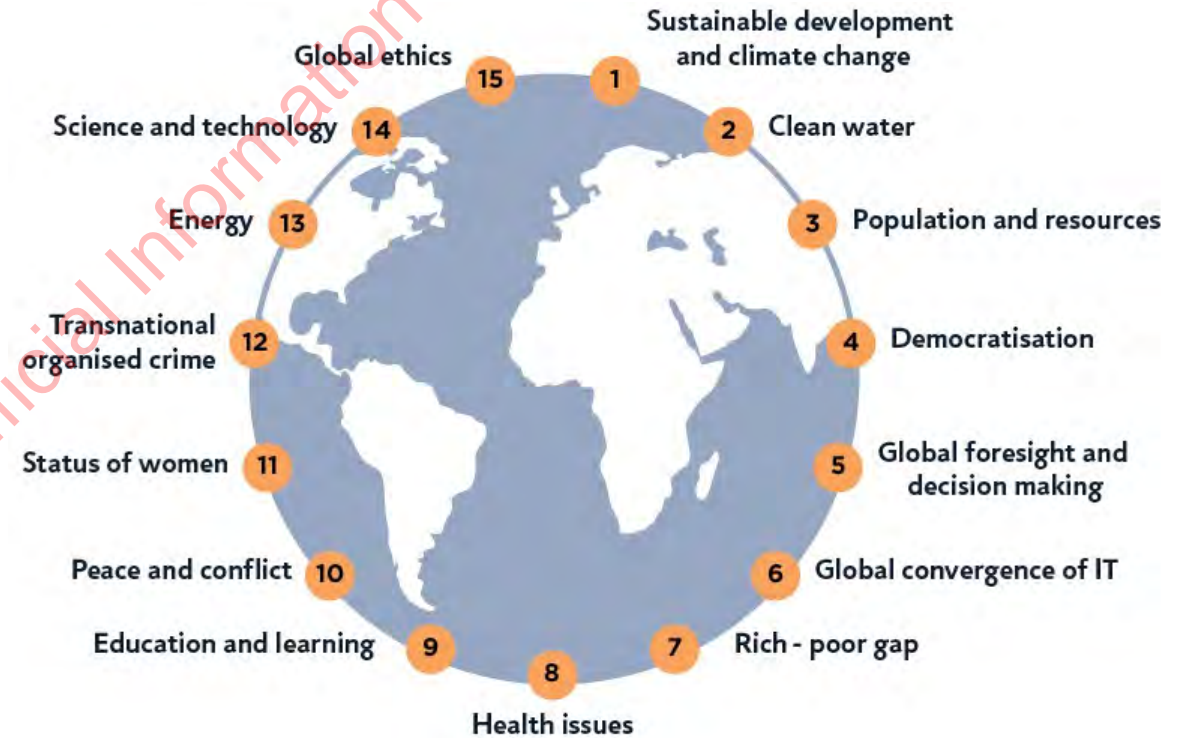 Sustainable development
and climate change
1
2
Clean water
3
Population and resources
4
Democratisation
5
Global foresight and
decision making
6
Global convergence of IT
7
Rich - poor gap
8
Health issues
9
Education and learning
10
Peace and conflict
11
Status of women
12
Transnational
organised crime
13
Energy
14
Science and technology
15
Global ethics
Information